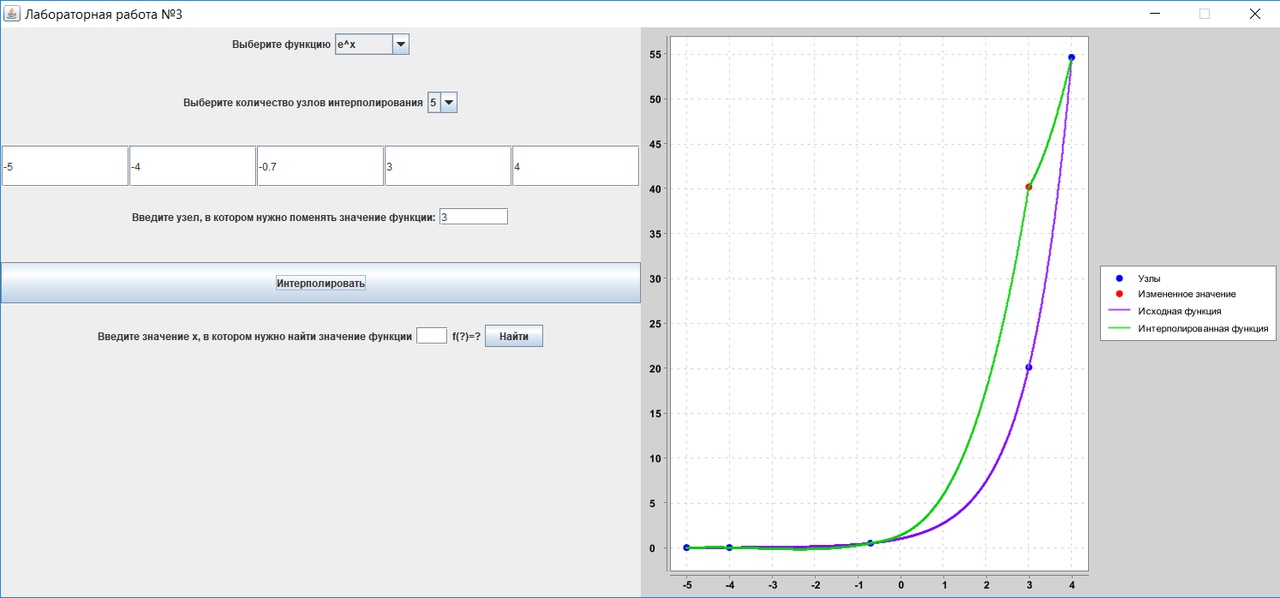 Лабораторная работа №3
Выберите функцию e^x
Выберите количество узлов интерполирования 5
-5 -4 -0.7 3 4
Введите узел, в котором нужно поменять значение функции: 3
Интерполировать
Введите значение x, в котором нужно найти значение функции f(?)=? Найти
55
50
45
40
35
30
25
20
15
10
5
0
-5 -4 -3 -2 -1 0 1 2 3 4
Узлы
Измененное значение
Исходная функция
Интерполированная функция